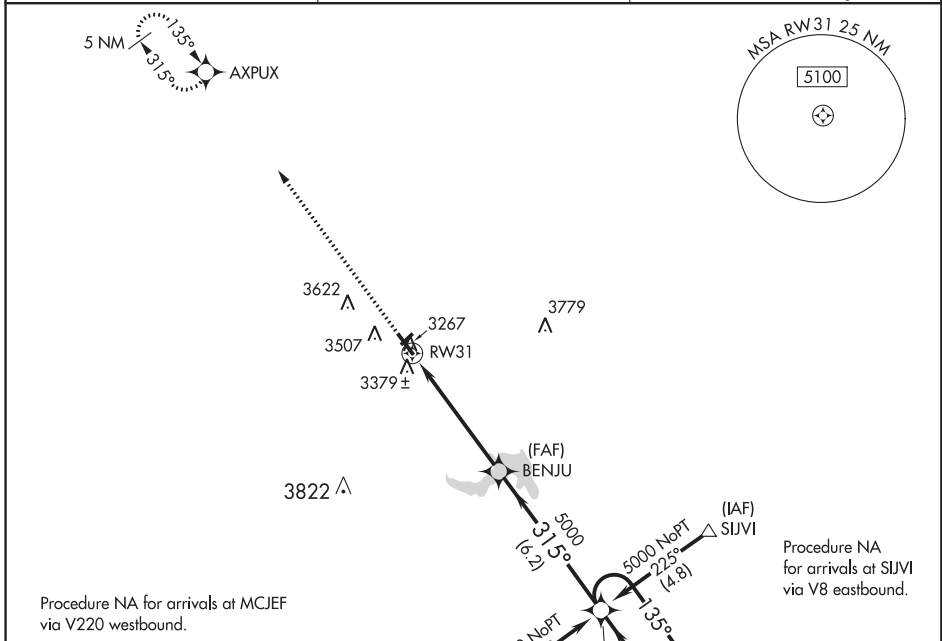 5 NM
135°
315°
AXPUX
MSA RW31 25 NM
5100
3622
3267
3779
3507
RW31
3379±
(FAF)
BENJU
3822
5000
315°
(6.2)
(IAF)
SIJVI
5000 NoPT
225°
(4.8)
135°
NoPT
Procedure NA
for arrivals at SIJVI
via V8 eastbound.
Procedure NA for arrivals at MCJEF
via V220 westbound.